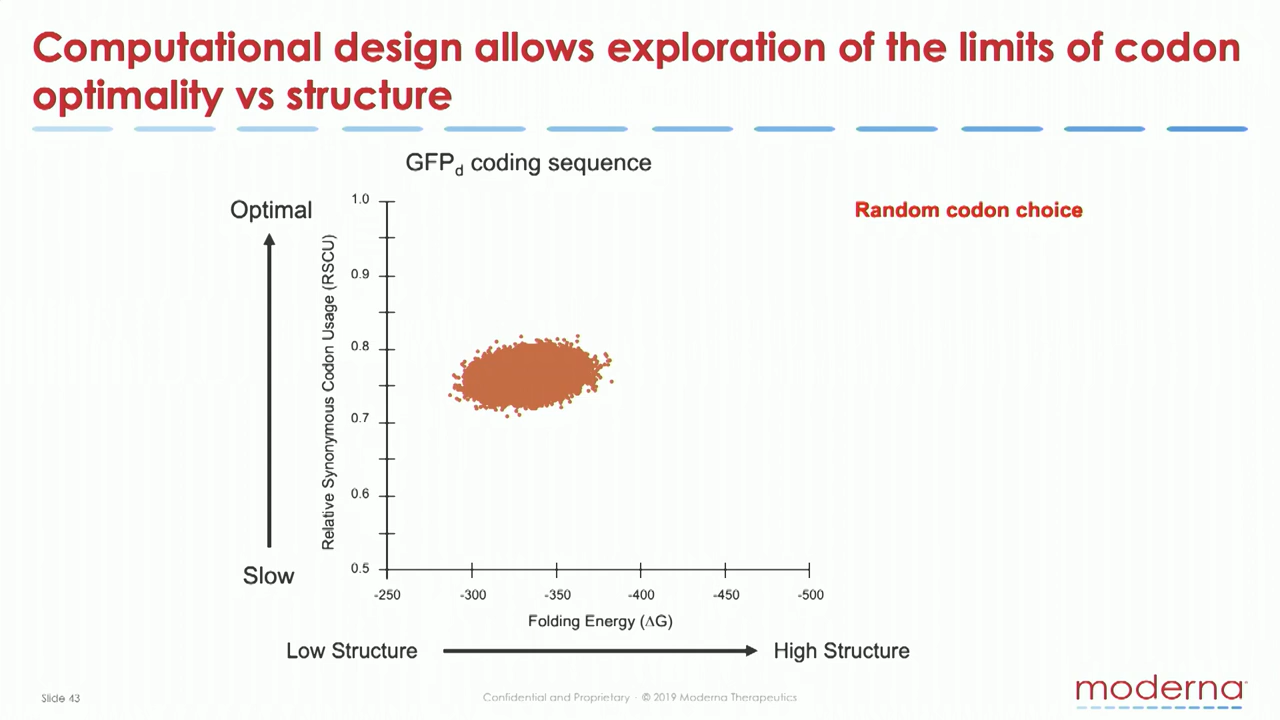 Computational design allows exploration of the limits of codon
optimality vs structure
GFPd coding sequence
Optimal
Slow
Relative Synonymous Codon Usage (RSCU)
1.0
0.9
0.8
0.7
0.6
0.5
-250
-300
-350
-400
-450
-500
Folding Energy (ΔG)
Low Structure
High Structure
Random codon choice
Slide 43
Confidential and Proprietary · © 2019 Moderna Therapeutics
moderna